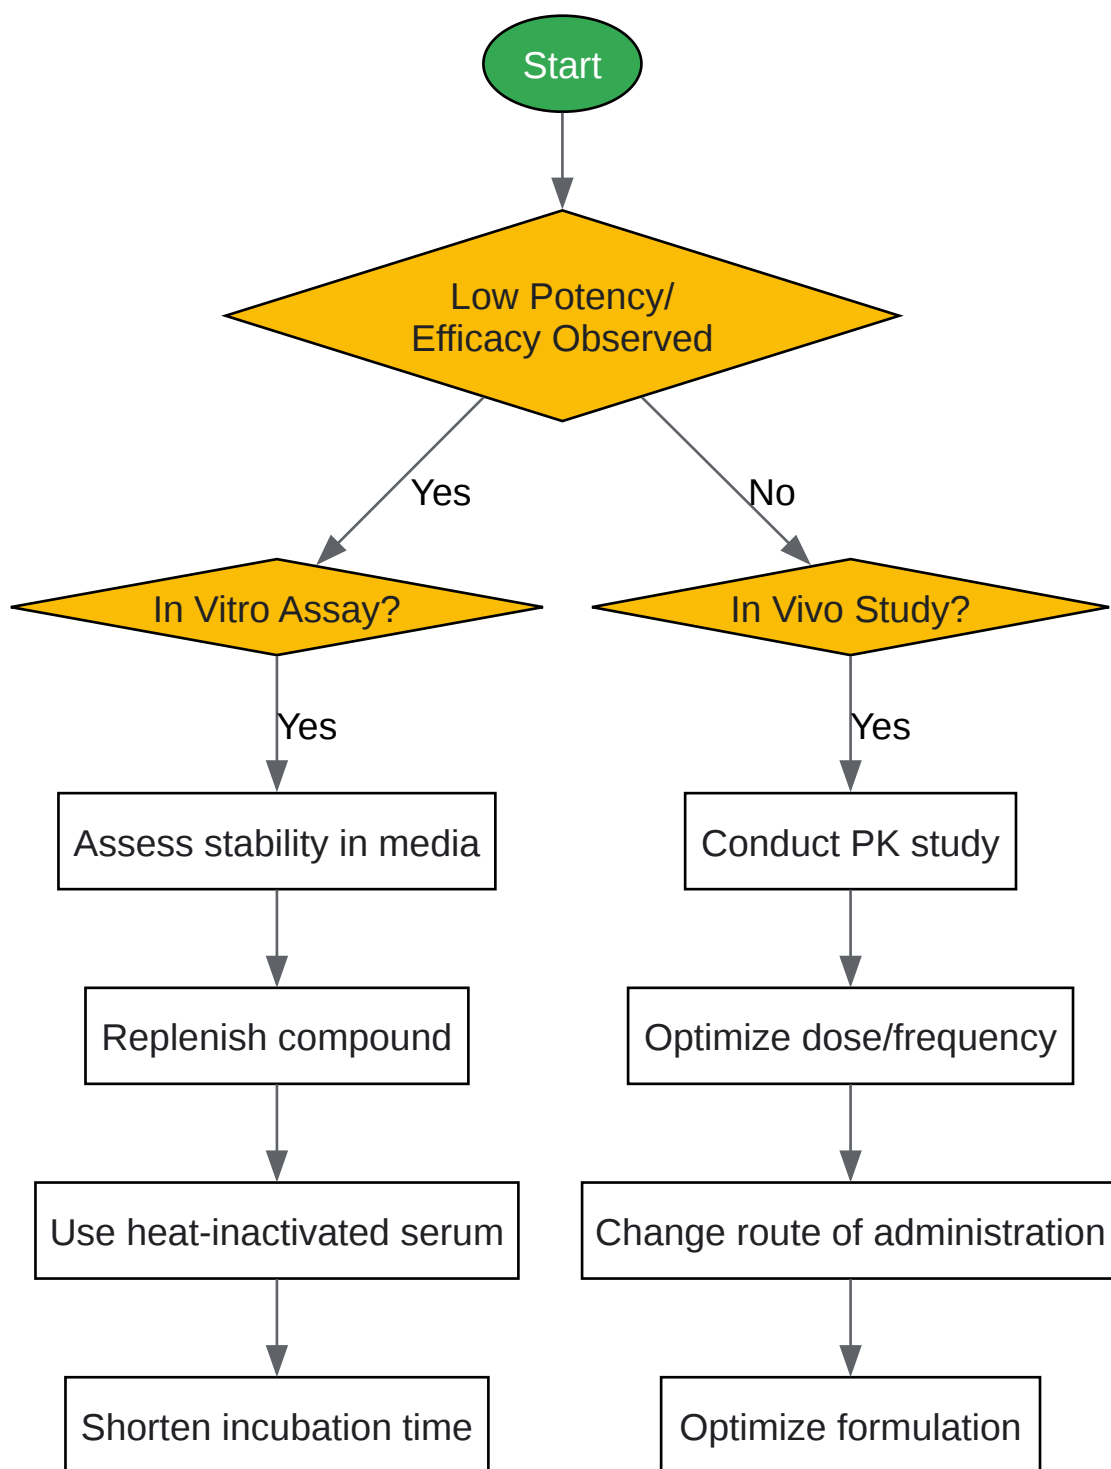 Start
Low Potency/
Efficacy Observed
Yes
No
In Vitro Assay?
In Vivo Study?
Yes
Yes
Assess stability in media
Conduct PK study
Replenish compound
Optimize dose/frequency
Use heat-inactivated serum
Change route of administration
Shorten incubation time
Optimize formulation